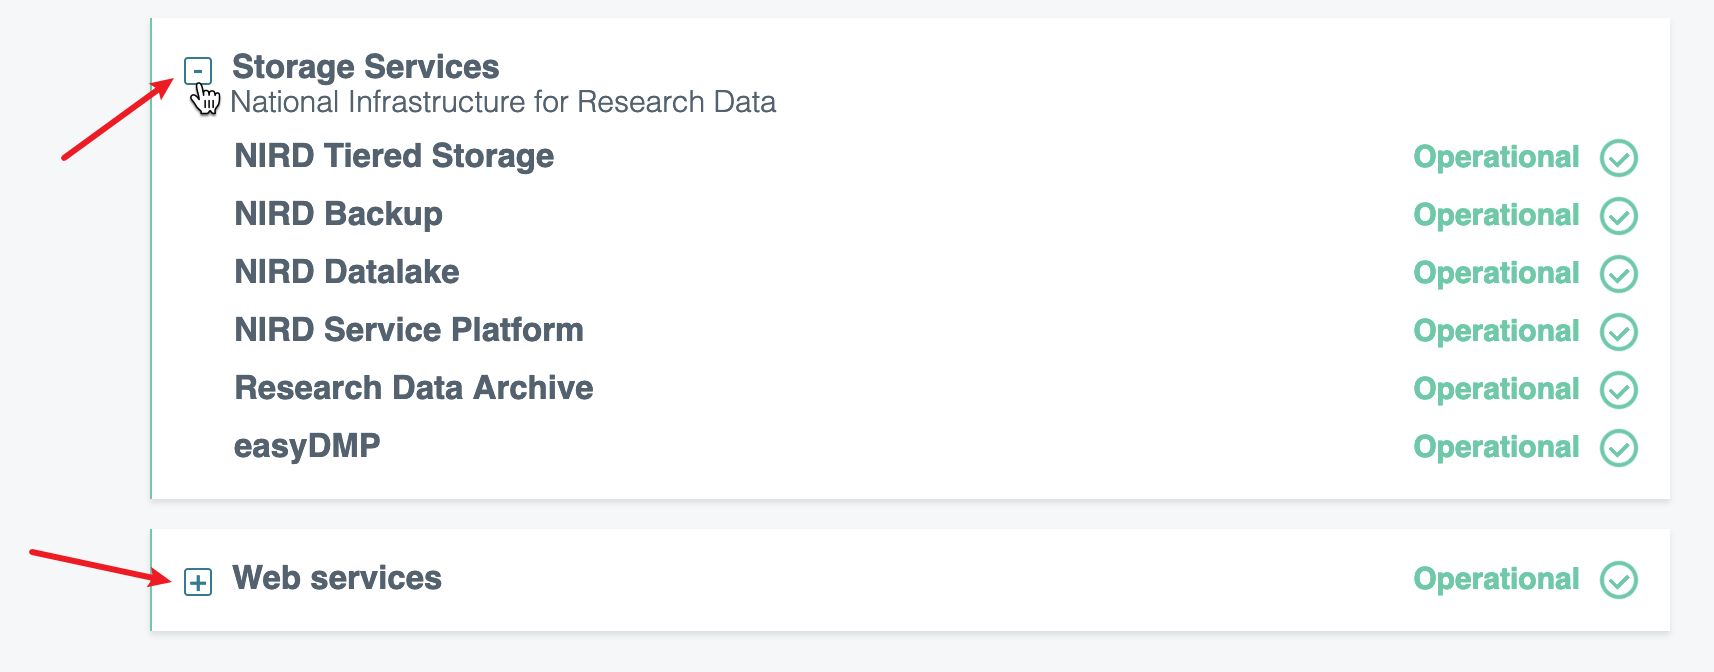 - Storage Services
National Infrastructure for Research Data
NIRD Tiered Storage Operational
NIRD Backup Operational
NIRD Datalake Operational
NIRD Service Platform Operational
Research Data Archive Operational
easyDMP Operational
+ Web services Operational